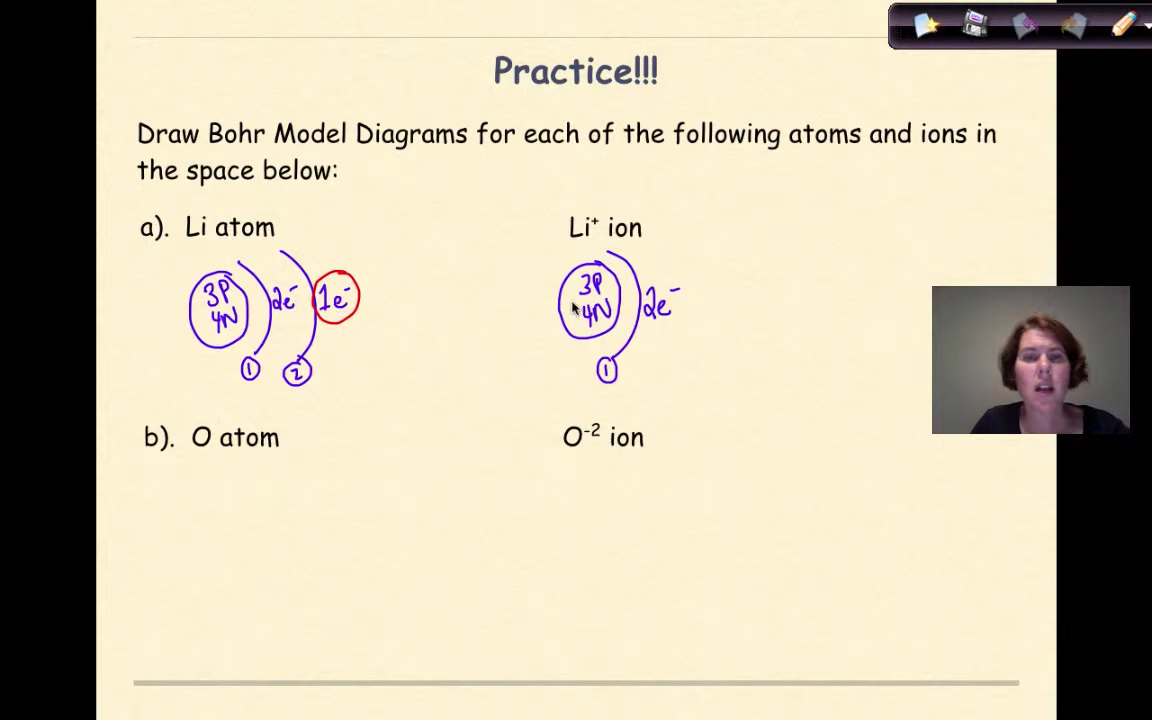 Practice!!!
Draw Bohr Model Diagrams for each of the following atoms and ions in
the space below:
a). Li atom
Li⁺ ion
3P
4N
2e⁻
1e⁻
1
2
3P
4N
2e⁻
1
b). O atom
O⁻² ion